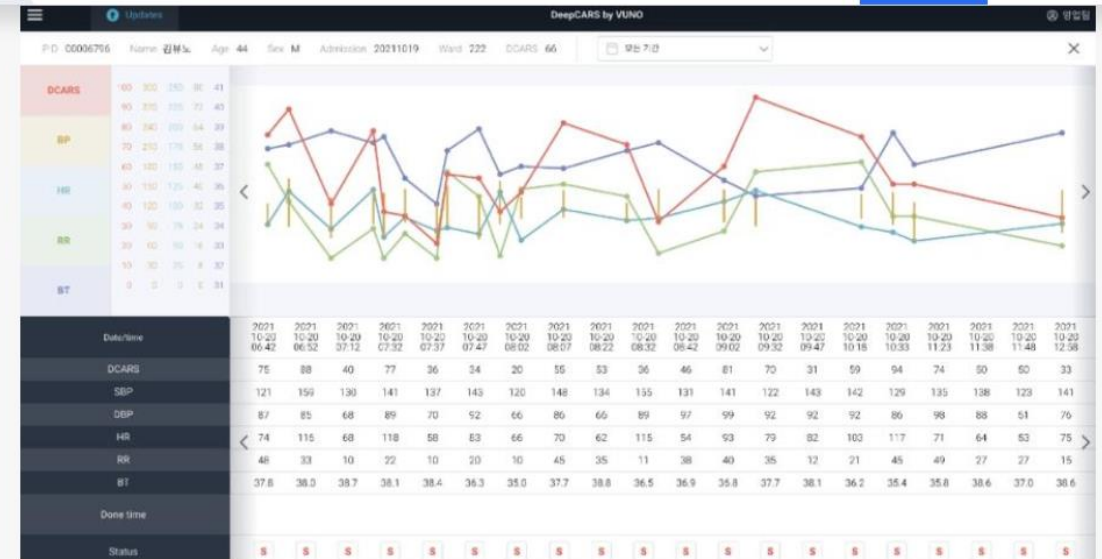 Updates
DeepCARS by VUNO
영업팀
PID 00006796 Name 김뷰노 Age 44 Sex M Admission 20211019 Ward 222 DCARS 66 모든 기간
DCARS
BP
HR
RR
BT
Date/time 2021 10-20 06:42 2021 10-20 06:52 2021 10-20 07:12 2021 10-20 07:32 2021 10-20 07:37 2021 10-20 07:47 2021 10-20 08:02 2021 10-20 08:07 2021 10-20 08:22 2021 10-20 08:32 2021 10-20 08:42 2021 10-20 09:02 2021 10-20 09:32 2021 10-20 09:47 2021 10-20 10:18 2021 10-20 10:33 2021 10-20 11:23 2021 10-20 11:38 2021 10-20 11:48 2021 10-20 12:58
DCARS 75 88 40 77 36 34 20 55 53 36 46 81 70 31 59 94 74 50 50 33
SBP 121 159 130 141 137 143 120 148 134 155 131 141 122 143 142 129 135 138 123 141
DBP 87 85 68 89 70 92 66 86 66 89 97 99 92 92 92 86 98 88 51 76
HR 74 115 68 118 58 83 66 70 62 115 54 93 79 82 103 117 71 64 53 75
RR 48 33 10 22 10 20 10 45 35 11 38 40 35 12 21 45 49 27 27 15
BT 37.8 38.0 38.7 38.1 38.4 36.3 35.0 37.7 38.8 36.5 36.9 35.8 37.7 38.1 36.2 35.4 35.8 38.6 37.0 38.6
Done time
Status S S S S S S S S S S S S S S S S S S S S